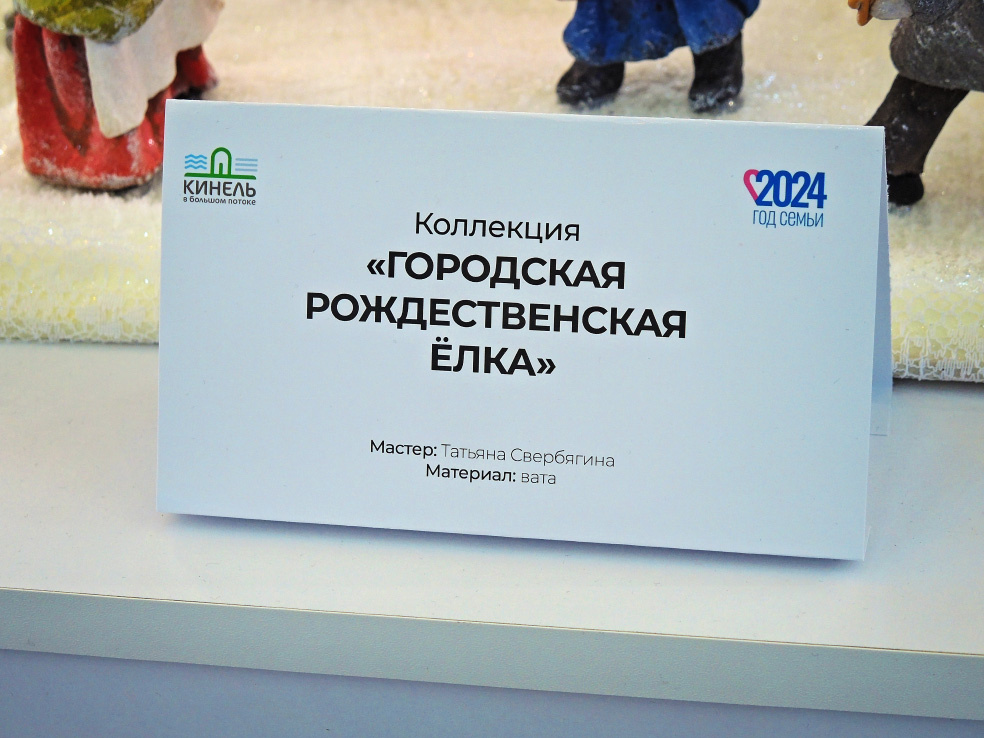 КИНЕЛЬ
в большом потоке
2024
ГОД СЕМЬИ
Коллекция
«ГОРОДСКАЯ
РОЖДЕСТВЕНСКАЯ
ЁЛКА»
Мастер: Татьяна Свербягина
Материал: вата